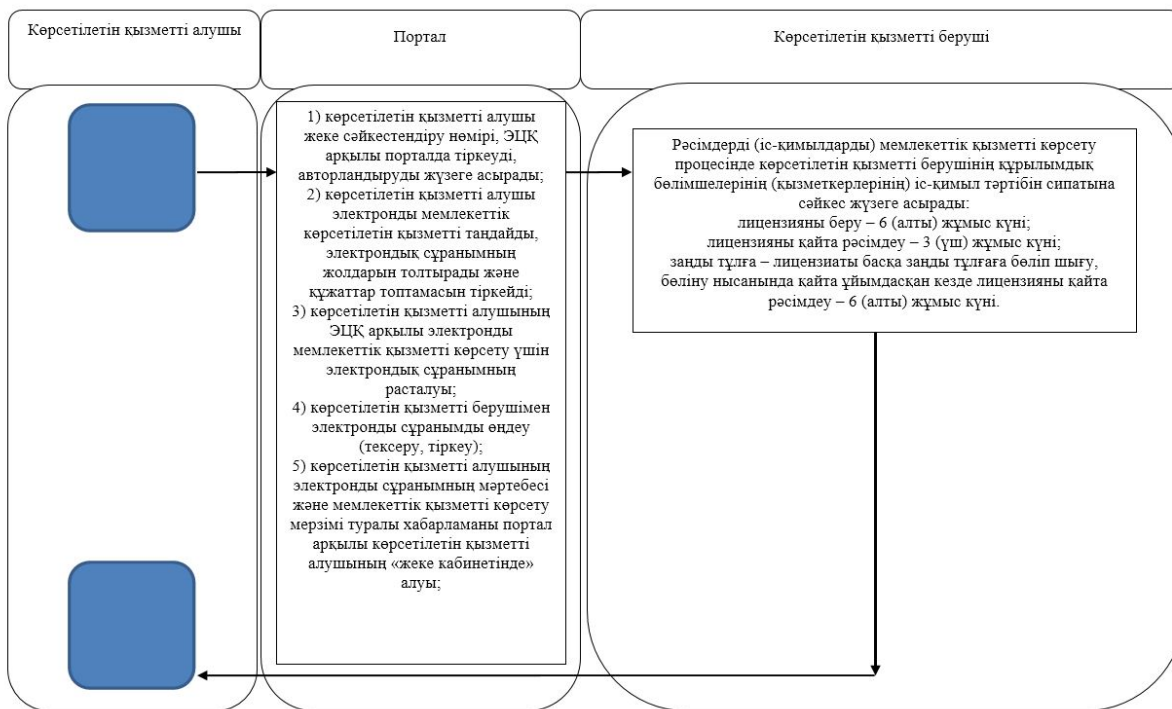 Көрсетілетін қызметті алушы
Портал
Көрсетілетін қызметті беруші
1) көрсетілетін қызметті алушы
жеке сәйкестендіру нөмірі, ЭЦҚ
арқылы порталда тіркеуді,
авторландыруды жүзеге асырады;
2) көрсетілетін қызметті алушы
электронды мемлекеттік
көрсетілетін қызметті таңдайды,
электрондық сұранымның
жолдарын толтырады және
құжаттар топтамасын тіркейді;
3) көрсетілетін қызметті алушының
ЭЦҚ арқылы электронды
мемлекеттік қызметті көрсету үшін
электрондық сұранымның
расталуы;
4) көрсетілетін қызметті берушімен
электронды сұранымды өңдеу
(тексеру, тіркеу);
5) көрсетілетін қызметті алушының
электронды сұранымның мәртебесі
және мемлекеттік қызметті көрсету
мерзімі туралы хабарламаны портал
арқылы көрсетілетін қызметті
алушының «жеке кабинетінде»
алуы;
Рәсімдерді (іс-қимылдарды) мемлекеттік қызметті көрсету
процесінде көрсетілетін қызметті берушінің құрылымдық
бөлімшелерінің (қызметкерлерінің) іс-қимыл тәртібін сипатына
сәйкес жүзеге асырады:
лицензияны беру – 6 (алты) жұмыс күні;
лицензияны қайта рәсімдеу – 3 (үш) жұмыс күні;
заңды тұлға – лицензиаты басқа заңды тұлғаға бөліп шығу,
бөліну нысанында қайта ұйымдасқан кезде лицензияны қайта
рәсімдеу – 6 (алты) жұмыс күні.